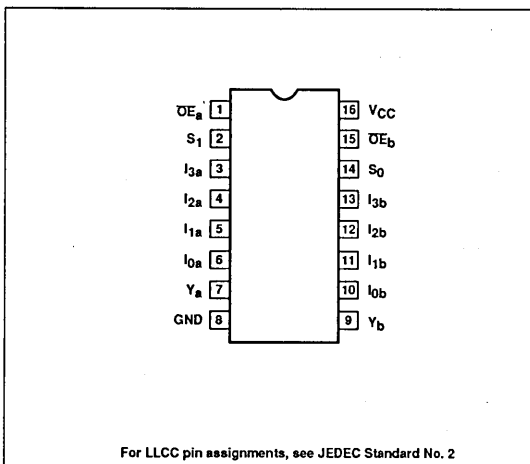 OEa 1 16 VCC
S1 2 15 OEb
I3a 3 14 S0
I2a 4 13 I3b
I1a 5 12 I2b
I0a 6 11 I1b
Ya 7 10 I0b
GND 8 9 Yb
For LLCC pin assignments, see JEDEC Standard No. 2